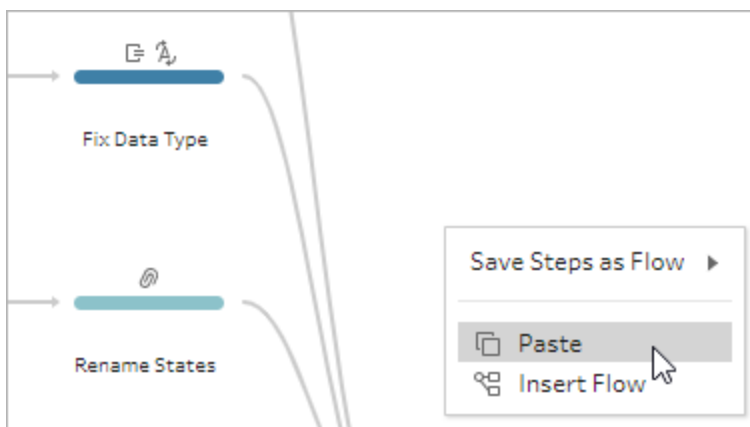 Fix Data Type
Save Steps as Flow
Paste
Rename States
Insert Flow